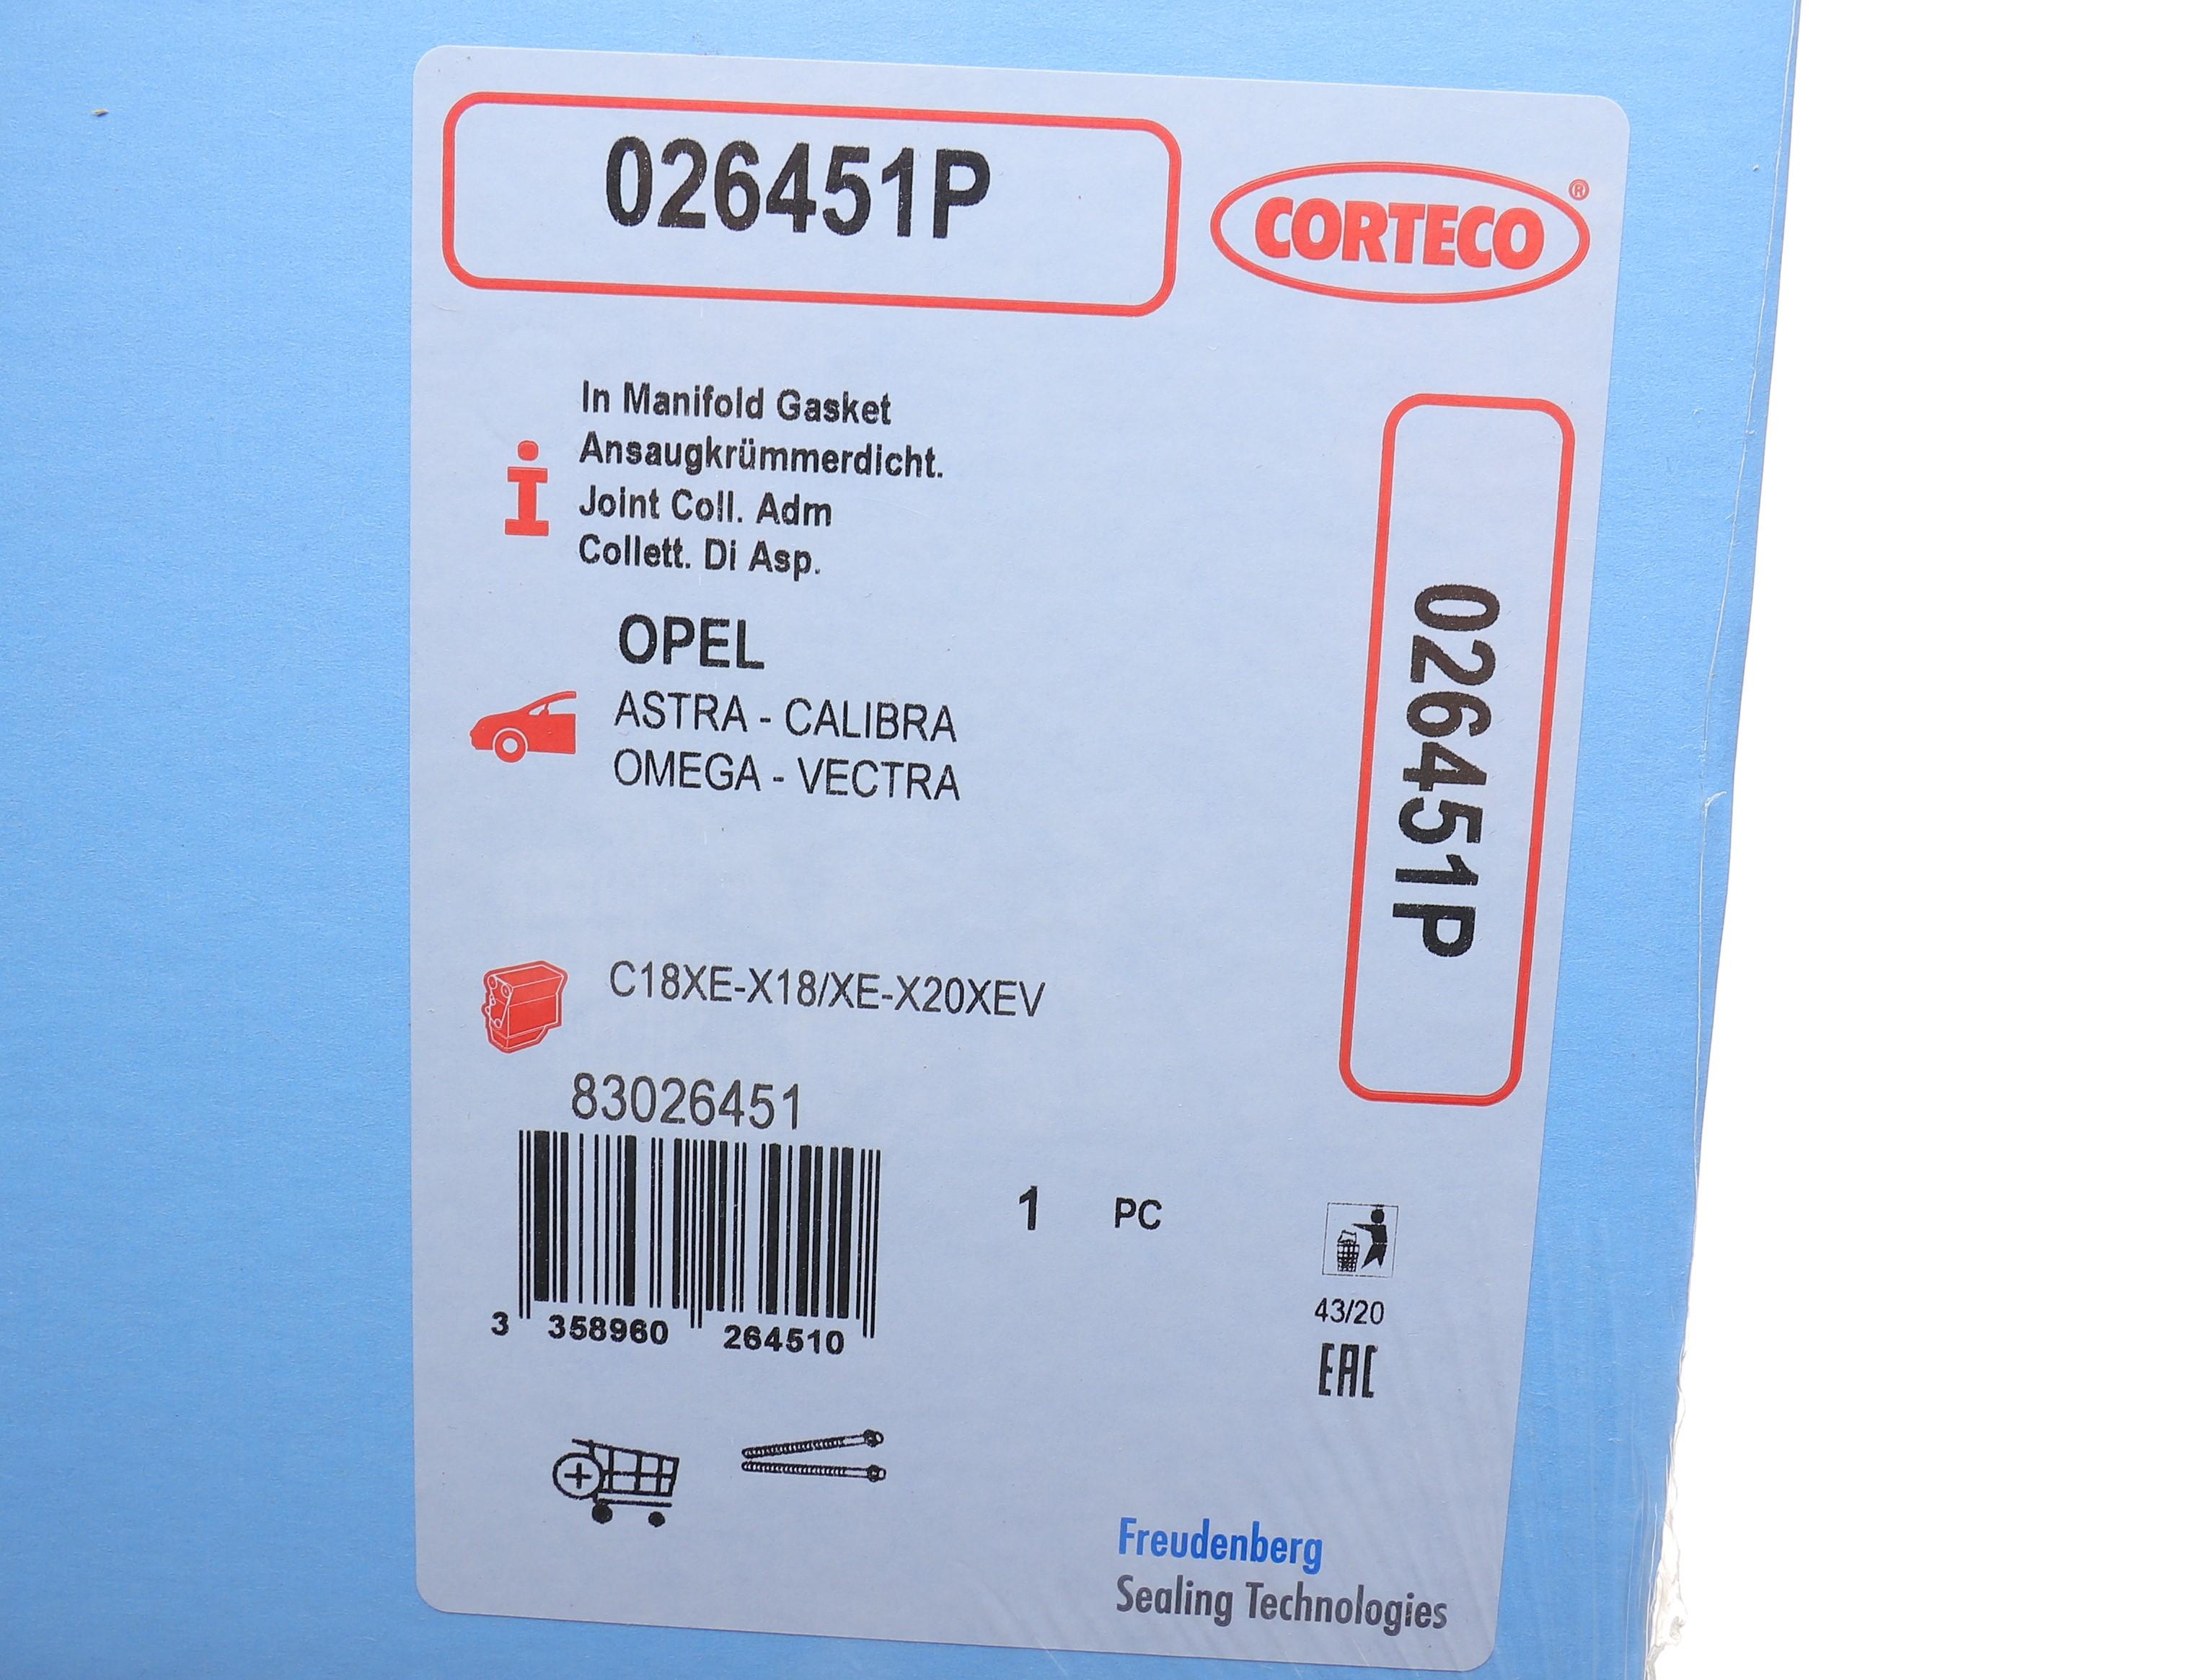 026451P
CORTECO®
In Manifold Gasket
Ansaugkrümmerdicht.
Joint Coll. Adm
Collett. Di Asp.
OPEL
ASTRA - CALIBRA
OMEGA - VECTRA
026451P
C18XE-X18/XE-X20XEV
83026451
3 358960 264510
1 PC
43/20
EAC
Freudenberg
Sealing Technologies